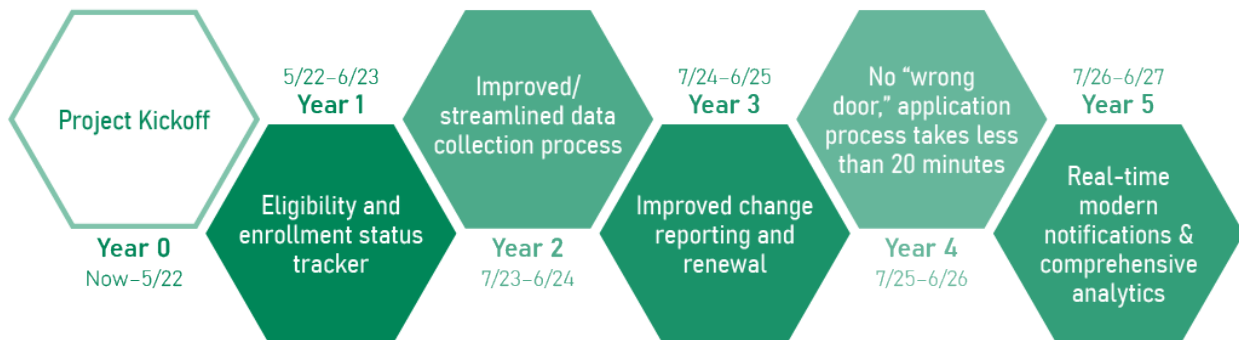 Project Kickoff
Year 0
Now–5/22
5/22–6/23
Year 1
Eligibility and
enrollment status
tracker
Improved/
streamlined data
collection process
Year 2
7/23–6/24
7/24–6/25
Year 3
Improved change
reporting and
renewal
No “wrong
door,” application
process takes less
than 20 minutes
Year 4
7/25–6/26
7/26–6/27
Year 5
Real-time
modern
notifications &
comprehensive
analytics